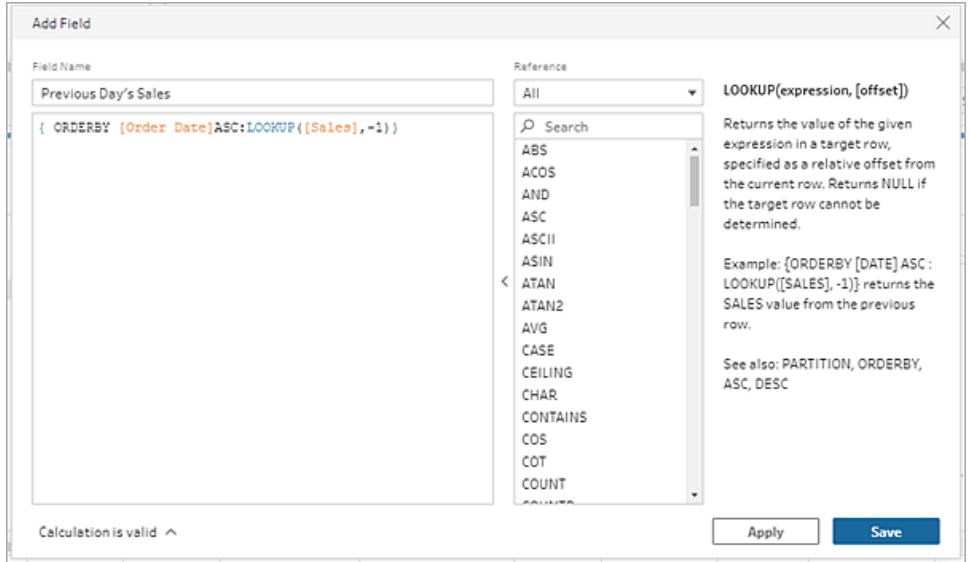 Add Field
Field Name
Previous Day's Sales
{ ORDERBY [Order Date]ASC:LOOKUP([Sales],-1)}
Reference
All
Search
ABS
ACOS
AND
ASC
ASCII
ASIN
ATAN
ATAN2
AVG
CASE
CEILING
CHAR
CONTAINS
COS
COT
COUNT
LOOKUP(expression, [offset])
Returns the value of the given
expression in a target row,
specified as a relative offset from
the current row. Returns NULL if
the target row cannot be
determined.
Example: {ORDERBY [DATE] ASC :
LOOKUP([SALES], -1)} returns the
SALES value from the previous
row.
See also: PARTITION, ORDERBY,
ASC, DESC
Calculation is valid
Apply
Save